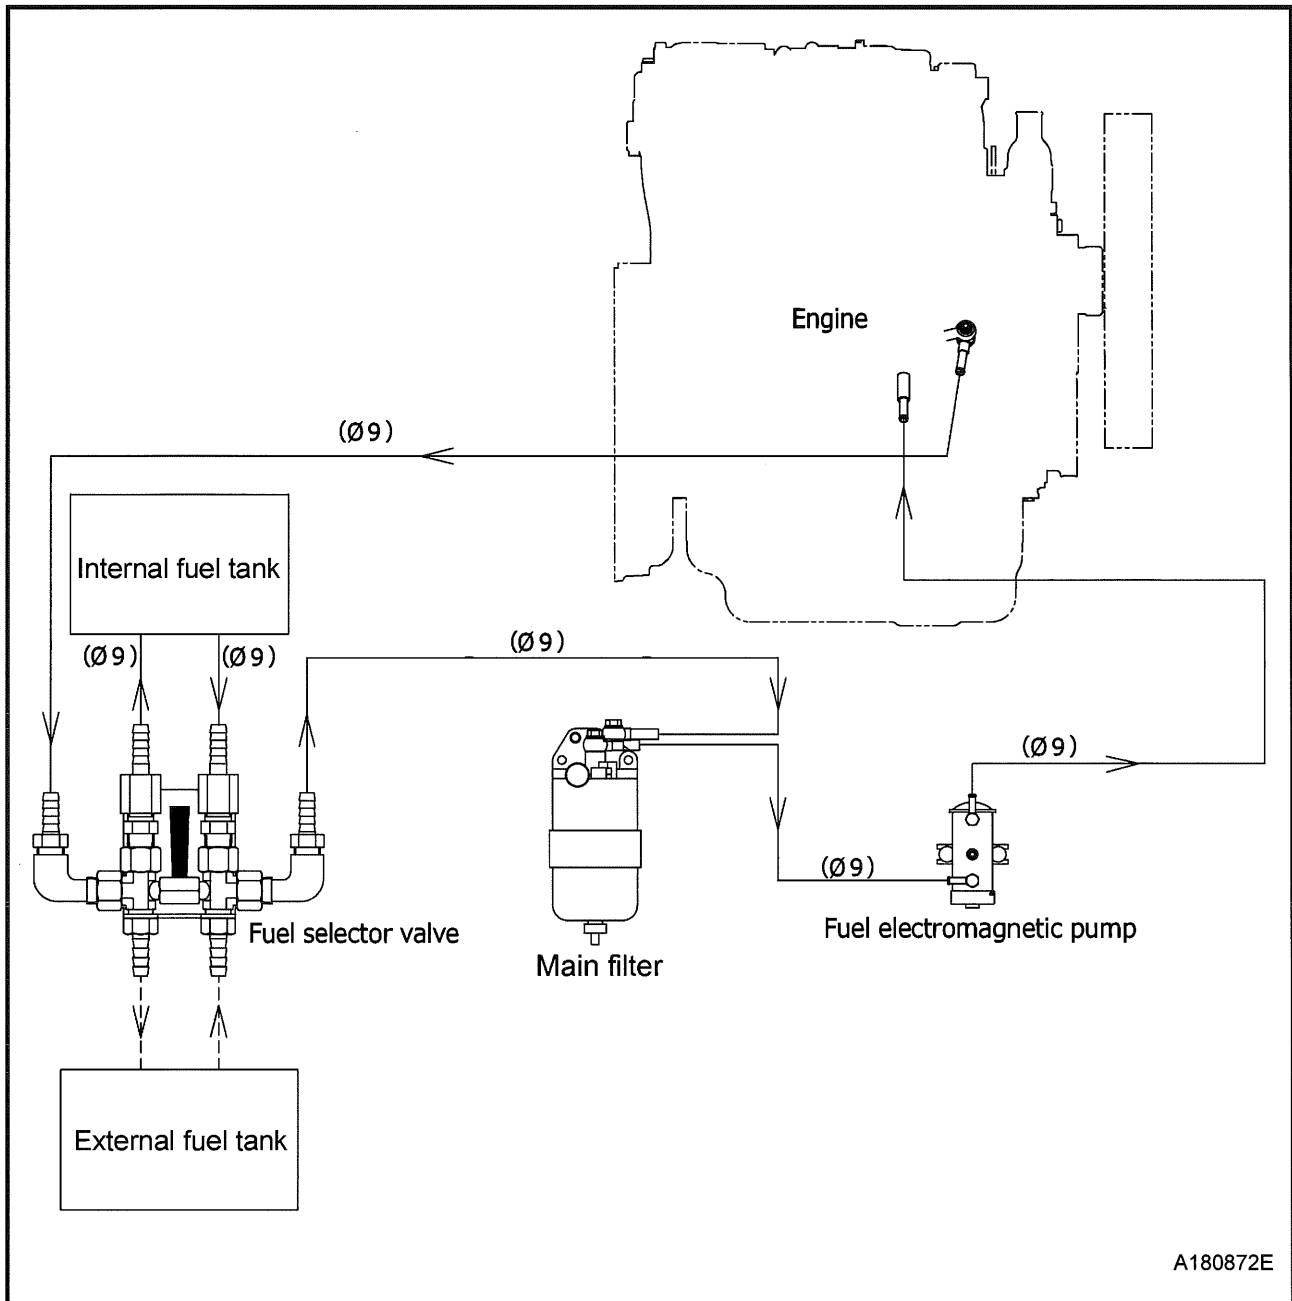 Engine
(Ø9)
Internal fuel tank
(Ø9)
(Ø9)
(Ø9)
(Ø9)
(Ø9)
Fuel selector valve
Fuel electromagnetic pump
Main filter
External fuel tank
A180872E